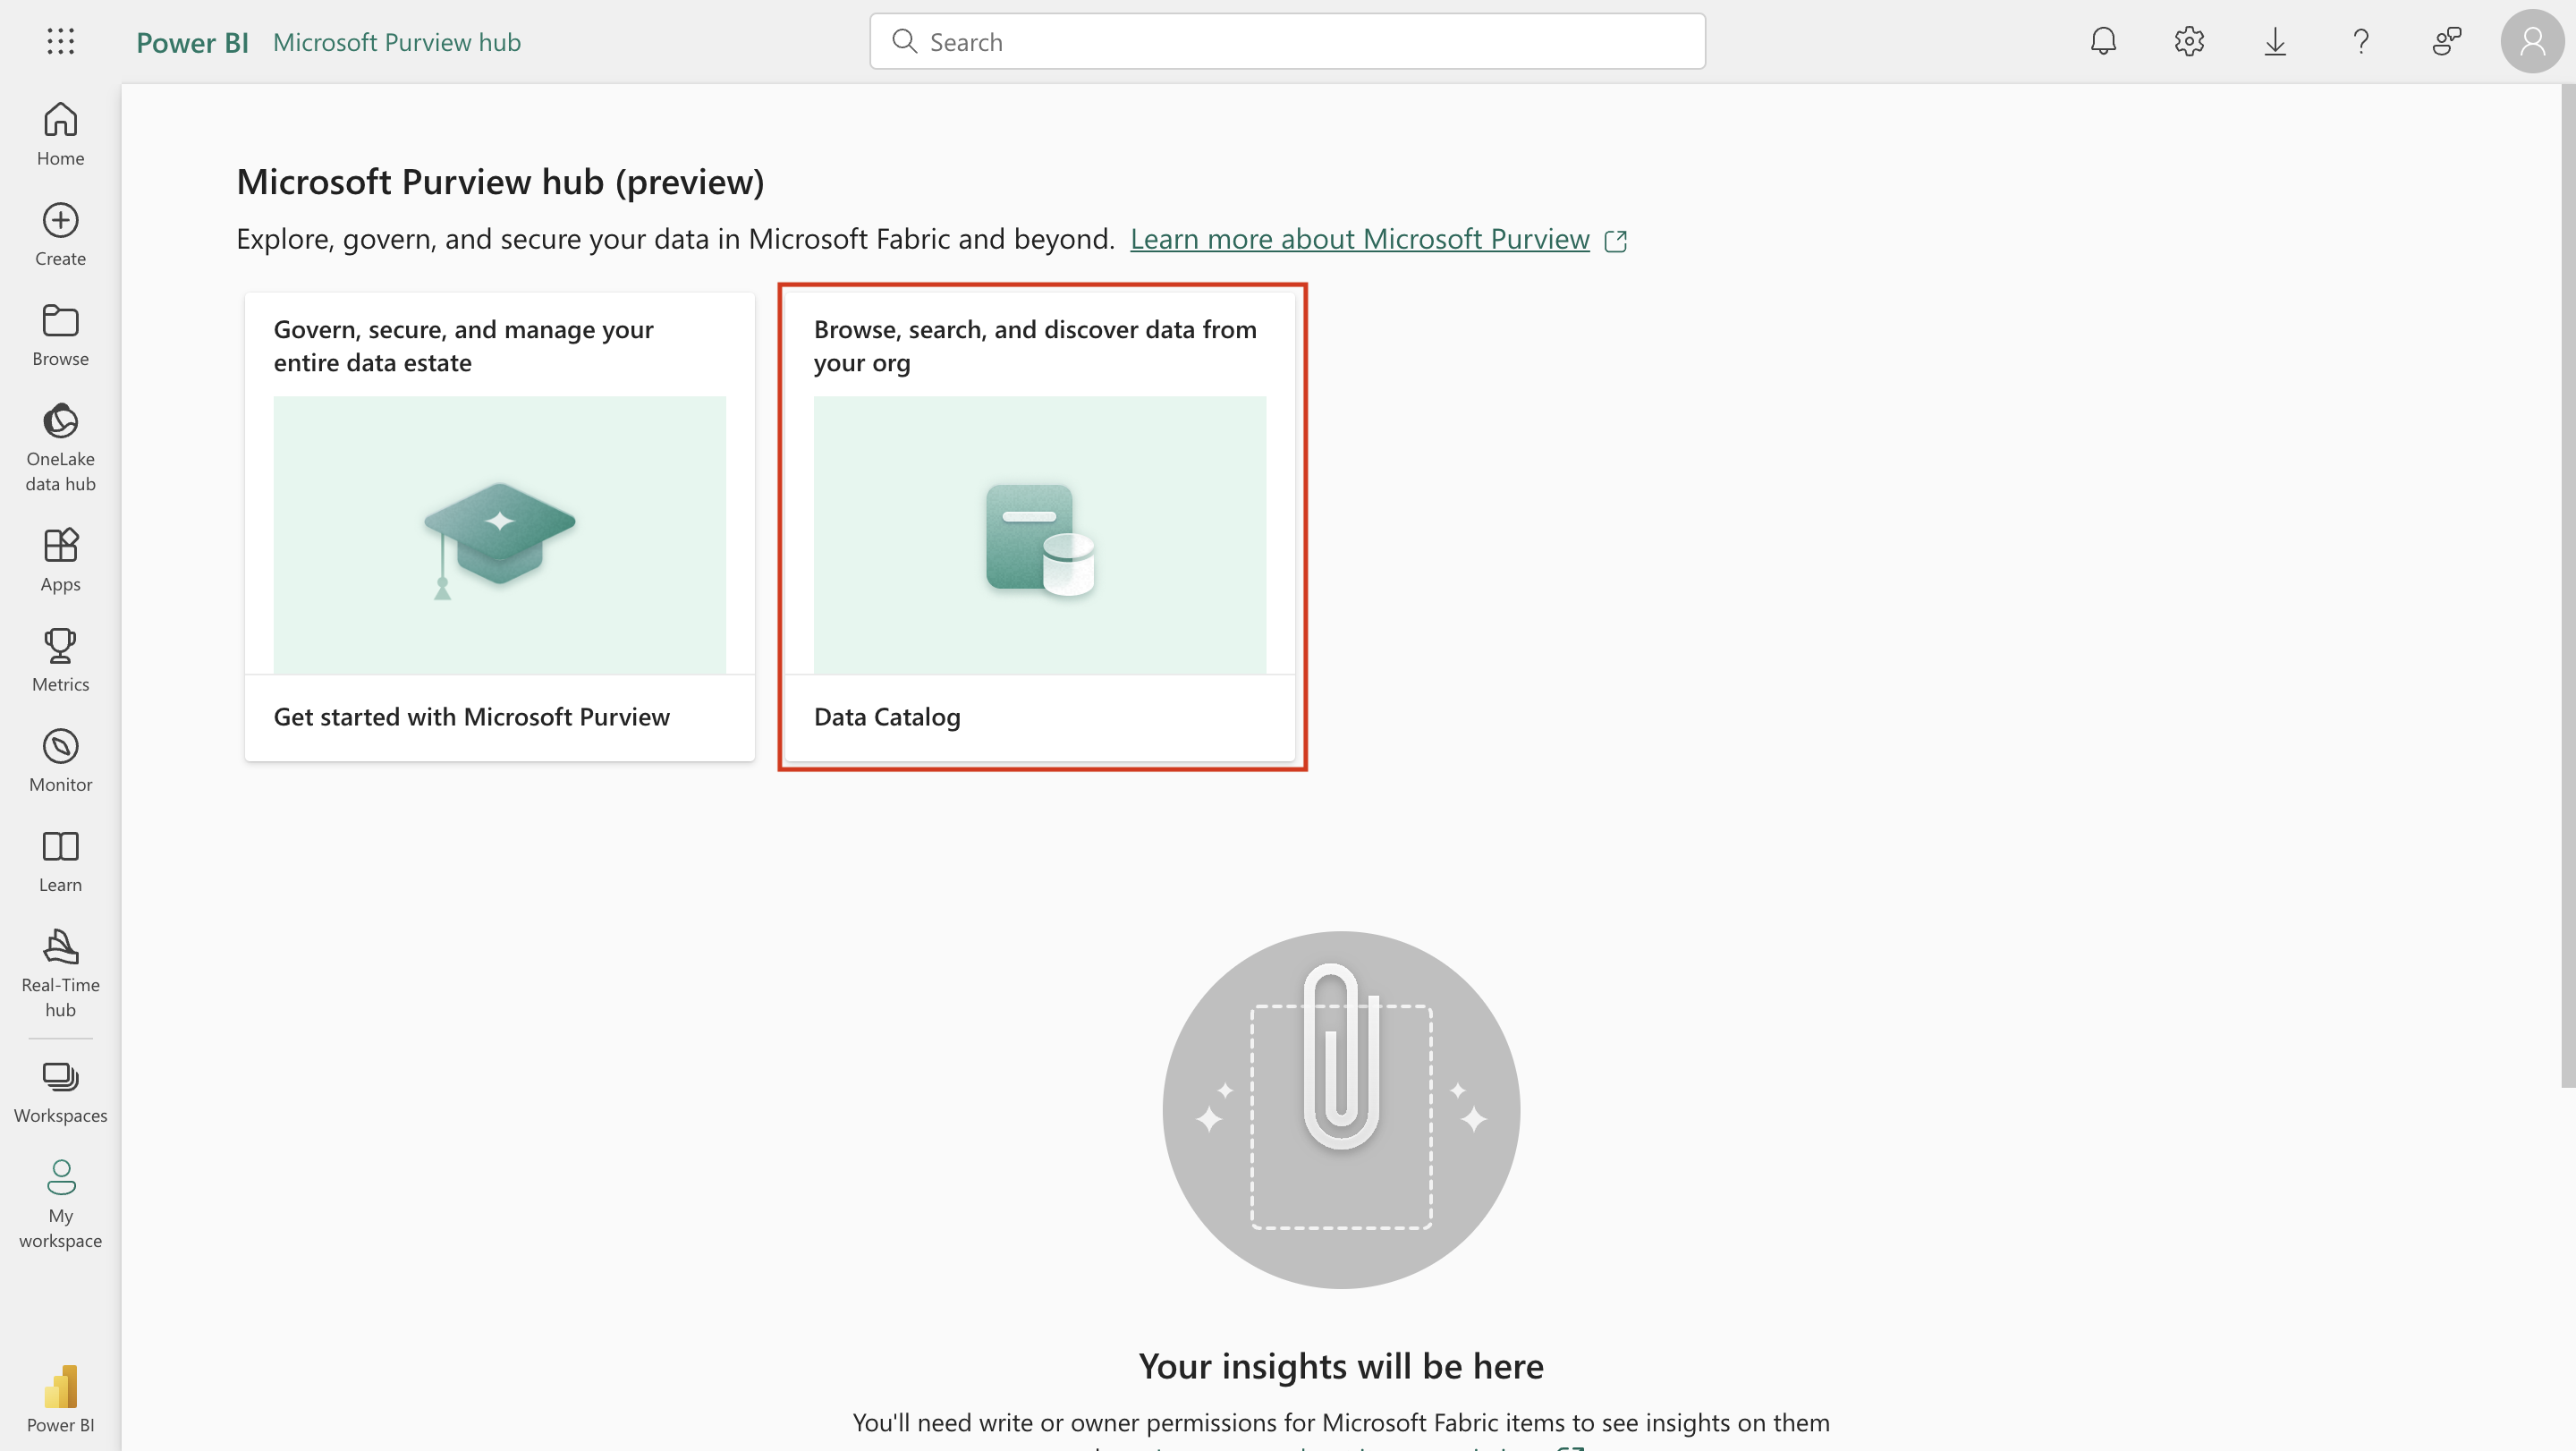 Power BI Microsoft Purview hub
Search
Home
Create
Browse
OneLake
data hub
Apps
Metrics
Monitor
Learn
Real-Time
hub
Workspaces
My
workspace
Power BI
Microsoft Purview hub (preview)
Explore, govern, and secure your data in Microsoft Fabric and beyond. Learn more about Microsoft Purview
Govern, secure, and manage your
entire data estate
Get started with Microsoft Purview
Browse, search, and discover data from
your org
Data Catalog
Your insights will be here
You'll need write or owner permissions for Microsoft Fabric items to see insights on them